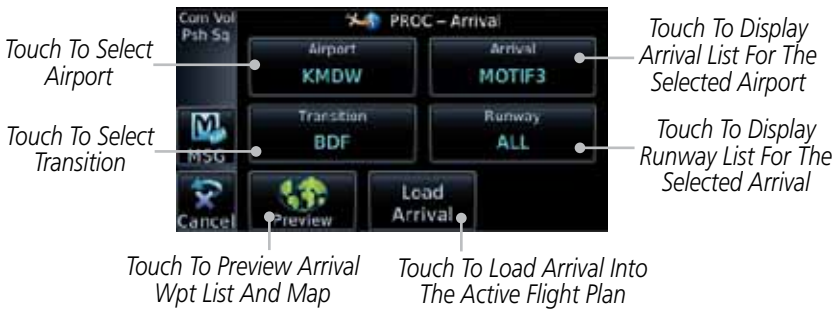 Com Vol
Psh Sq
PROC – Arrival
Touch To Select
Airport
Airport
KMDW
Arrival
MOTIF3
Touch To Display
Arrival List For The
Selected Airport
Touch To Select
Transition
MSG
Transition
BDF
Runway
ALL
Touch To Display
Runway List For The
Selected Arrival
Cancel
Preview
Load
Arrival
Touch To Preview Arrival
Wpt List And Map
Touch To Load Arrival Into
The Active Flight Plan